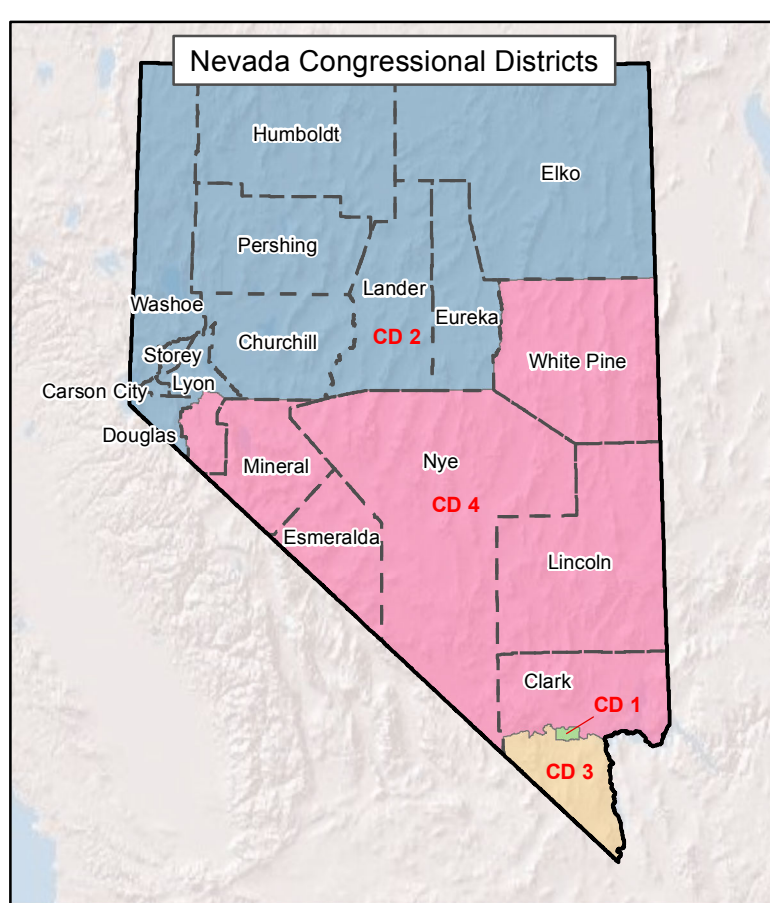 Nevada Congressional Districts
Humboldt
Elko
Pershing
Lander
Washoe
Eureka
CD 2
Churchill
Storey
White Pine
Carson City
Lyon
Douglas
Nye
Mineral
CD 4
Esmeralda
Lincoln
Clark
CD 1
CD 3